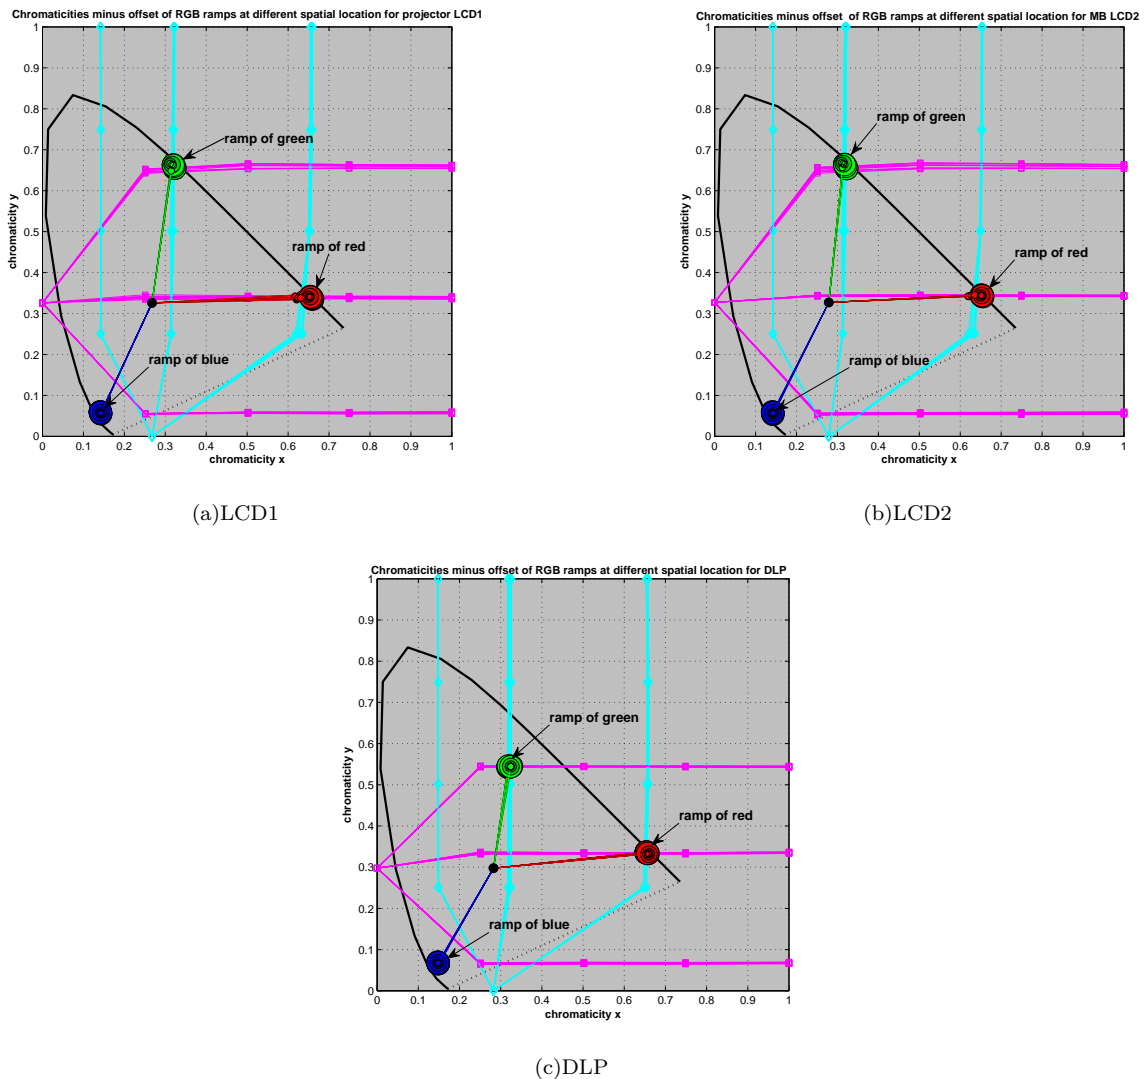 Chromaticities minus offset of RGB ramps at different spatial location for projector LCD1
1
0.9
0.8
0.7
0.6
0.5
0.4
0.3
0.2
0.1
0
chromaticity y
ramp of green
ramp of red
ramp of blue
0 0.1 0.2 0.3 0.4 0.5 0.6 0.7 0.8 0.9 1
chromaticity x
(a)LCD1
Chromaticities minus offset of RGB ramps at different spatial location for MB LCD2
1
0.9
0.8
0.7
0.6
0.5
0.4
0.3
0.2
0.1
0
chromaticity y
ramp of green
ramp of red
ramp of blue
0 0.1 0.2 0.3 0.4 0.5 0.6 0.7 0.8 0.9 1
chromaticity x
(b)LCD2
Chromaticities minus offset of RGB ramps at different spatial location for DLP
1
0.9
0.8
0.7
0.6
0.5
0.4
0.3
0.2
0.1
0
chromaticity y
ramp of green
ramp of red
ramp of blue
0 0.1 0.2 0.3 0.4 0.5 0.6 0.7 0.8 0.9 1
chromaticity x
(c)DLP